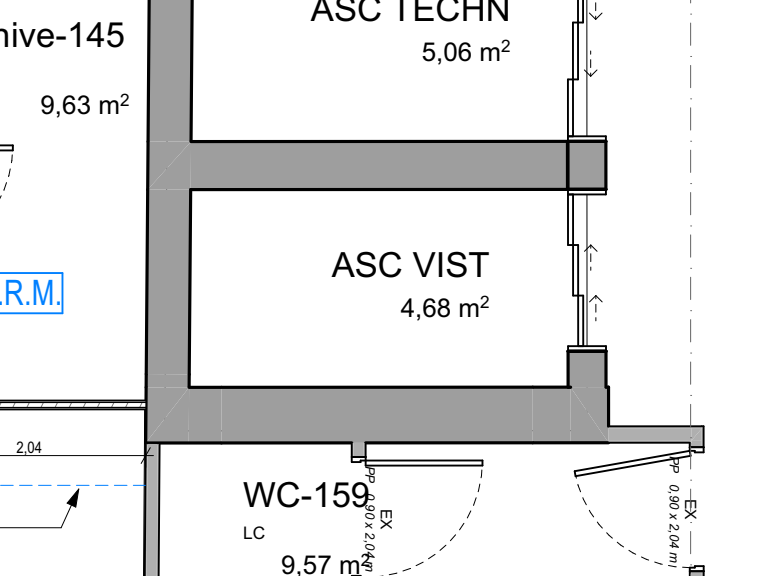 ASC TECHN
5,06 m²
hive-145
9,63 m²
ASC VIST
4,68 m²
.R.M.
2,04
WC-159
LC
9,57 m²
PP 0,90 x 2,04 m
EX
PP 0,90 x 2,04 m
EX